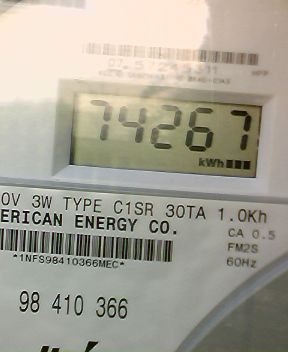 74267
kWh
0V 3W TYPE C1SR 30TA 1.0Kh
ERICAN ENERGY CO.
CA 0.5
FM2S
*1NFS98410366MEC*
60Hz
98 410 366